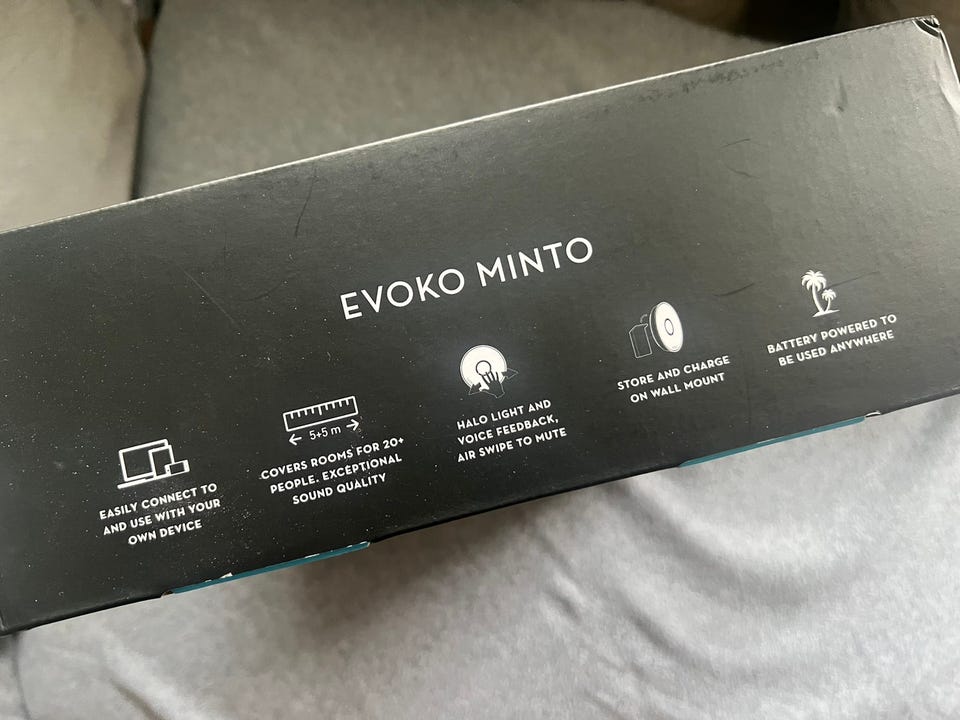 EVOKO MINTO
EASILY CONNECT TO
AND USE WITH YOUR
OWN DEVICE
5+5 m
COVERS ROOMS FOR 20+
PEOPLE. EXCEPTIONAL
SOUND QUALITY
HALO LIGHT AND
VOICE FEEDBACK,
AIR SWIPE TO MUTE
STORE AND CHARGE
ON WALL MOUNT
BATTERY POWERED TO
BE USED ANYWHERE